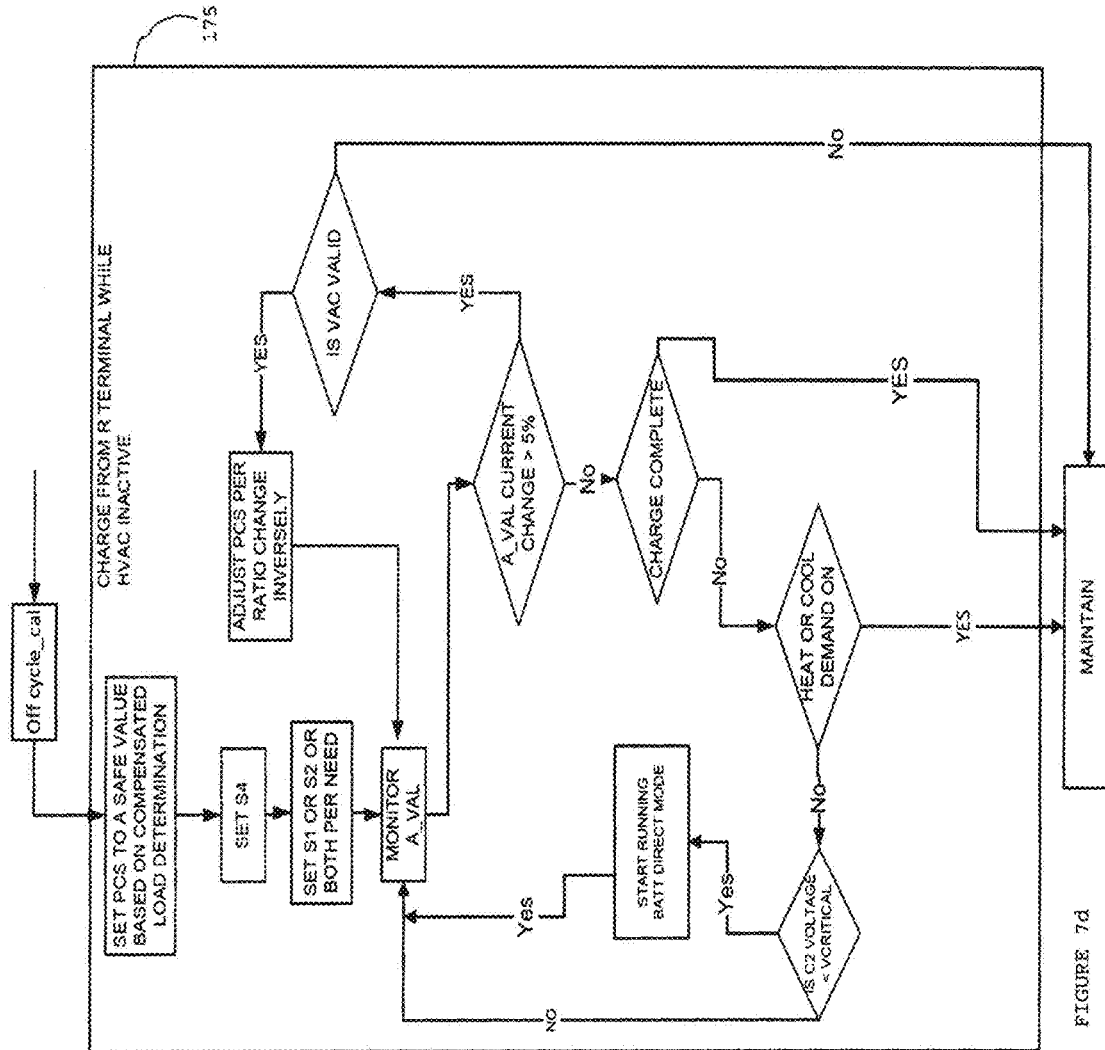 175
Off cycle_cal
CHARGE FROM R TERMINAL WHILE
HVAC INACTIVE
SET PCS TO A SAFE VALUE
BASED ON COMPENSATED
LOAD DETERMINATION
SET S4
SET S1 OR S2 OR
BOTH PER NEED
MONITOR
A_VAL
ADJUST PCS PER
RATIO CHANGE
INVERSELY
YES
IS VAC VALID
No
YES
A_VAL CURRENT
CHANGE > 5%
No
CHARGE COMPLETE
YES
No
HEAT OR COOL
DEMAND ON
YES
No
START RUNNING
BATT DIRECT MODE
Yes
Yes
IS C2 VOLTAGE
< VCRITICAL
NO
MAINTAIN
FIGURE 7d